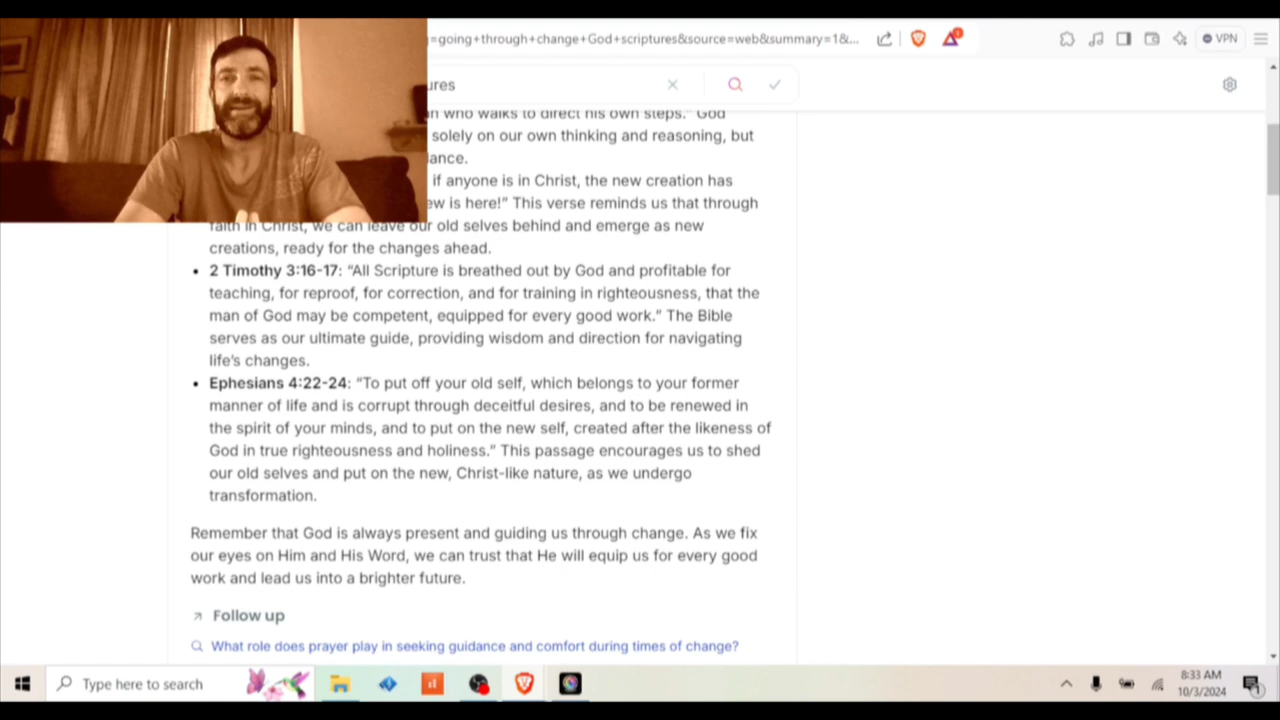 =going+through+change+God+scriptures&source=web&summary=1&...
VPN
ures
n who walks to direct his own steps." God
solely on our own thinking and reasoning, but
lance.
if anyone is in Christ, the new creation has
ew is here!" This verse reminds us that through
faith in Christ, we can leave our old selves behind and emerge as new
creations, ready for the changes ahead.
• 2 Timothy 3:16-17: "All Scripture is breathed out by God and profitable for
teaching, for reproof, for correction, and for training in righteousness, that the
man of God may be competent, equipped for every good work." The Bible
serves as our ultimate guide, providing wisdom and direction for navigating
life's changes.
• Ephesians 4:22-24: "To put off your old self, which belongs to your former
manner of life and is corrupt through deceitful desires, and to be renewed in
the spirit of your minds, and to put on the new self, created after the likeness of
God in true righteousness and holiness." This passage encourages us to shed
our old selves and put on the new, Christ-like nature, as we undergo
transformation.
Remember that God is always present and guiding us through change. As we fix
our eyes on Him and His Word, we can trust that He will equip us for every good
work and lead us into a brighter future.
Follow up
What role does prayer play in seeking guidance and comfort during times of change?
Type here to search
8:33 AM
10/3/2024
1